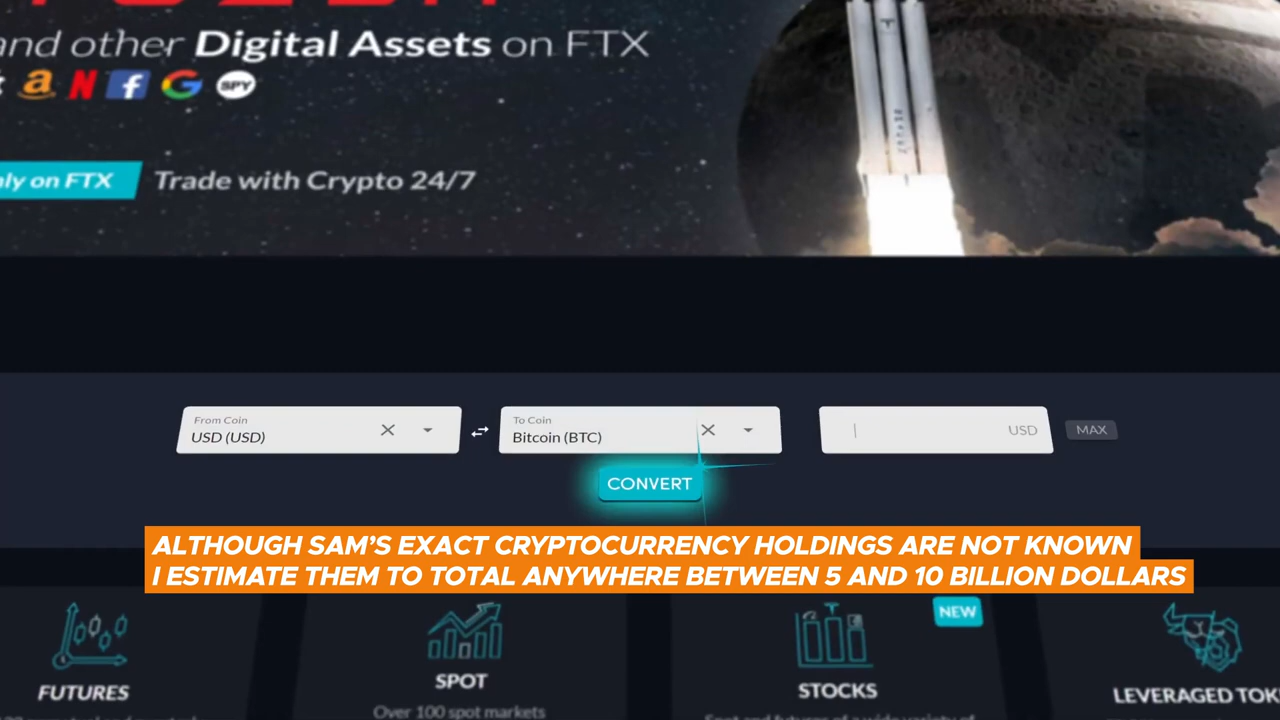 and other Digital Assets on FTX
a N f G SPY
nly on FTX Trade with Crypto 24/7
From Coin
USD (USD)
To Coin
Bitcoin (BTC)
USD
MAX
CONVERT
ALTHOUGH SAM'S EXACT CRYPTOCURRENCY HOLDINGS ARE NOT KNOWN
I ESTIMATE THEM TO TOTAL ANYWHERE BETWEEN 5 AND 10 BILLION DOLLARS
NEW
FUTURES
SPOT
Over 100 spot markets
STOCKS
LEVERAGED TOK